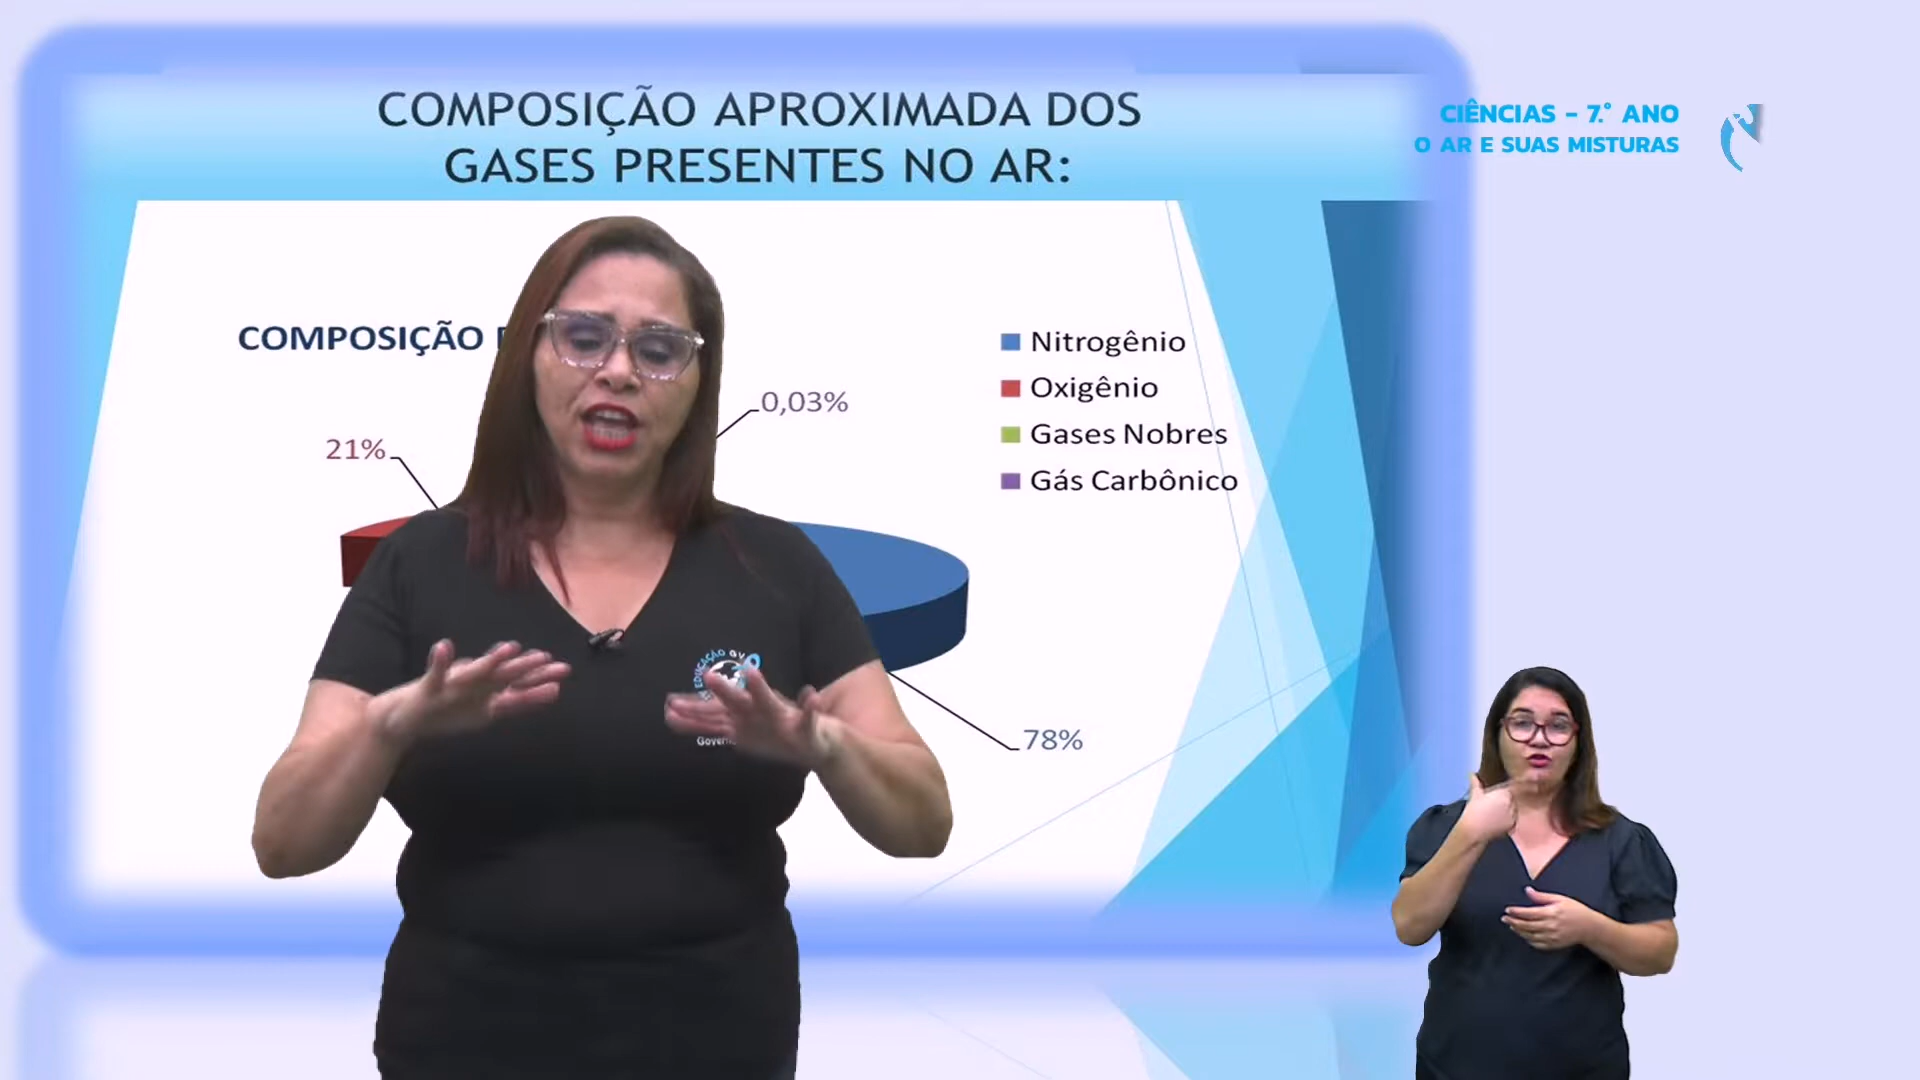 COMPOSIÇÃO APROXIMADA DOS
GASES PRESENTES NO AR:
CIÊNCIAS – 7.° ANO
O AR E SUAS MISTURAS
COMPOSIÇÃO
Nitrogênio
Oxigênio
Gases Nobres
Gás Carbônico
0,03%
21%
78%
EDUCAÇÃO